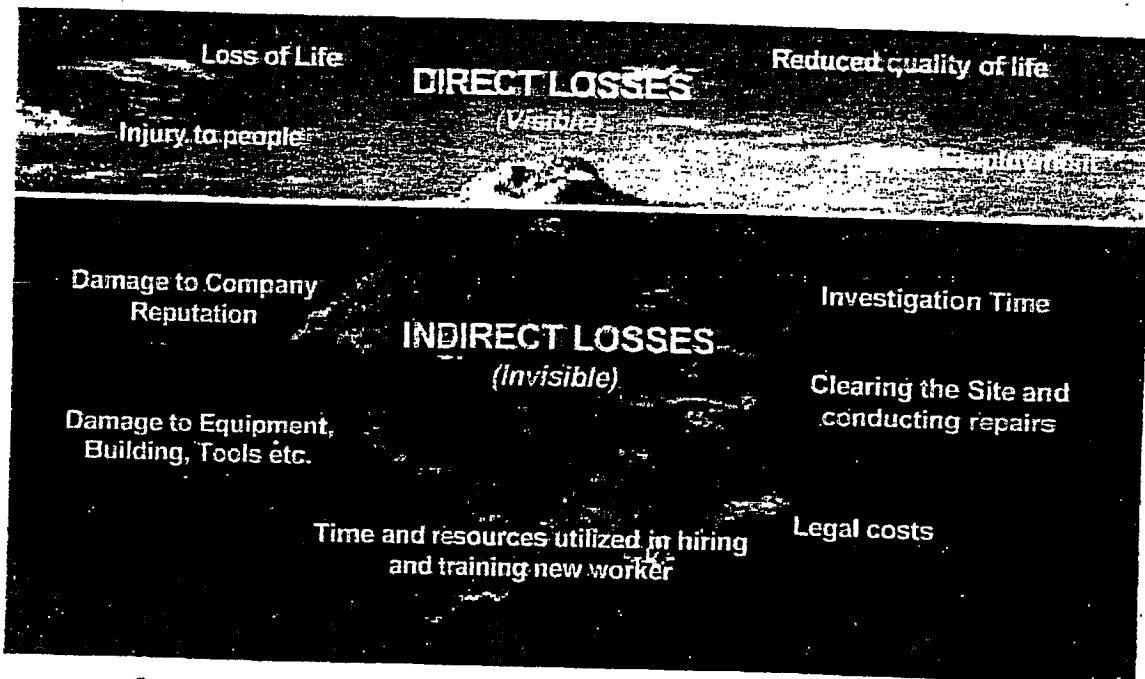 Loss of Life
Reduced quality of life
DIRECT LOSSES
(Visible)
Injury to people
Employment
Damage to Company
Reputation
Investigation Time
INDIRECT LOSSES
(Invisible)
Clearing the Site and
conducting repairs
Damage to Equipment,
Building, Tools etc.
Legal costs
Time and resources utilized in hiring
and training new worker